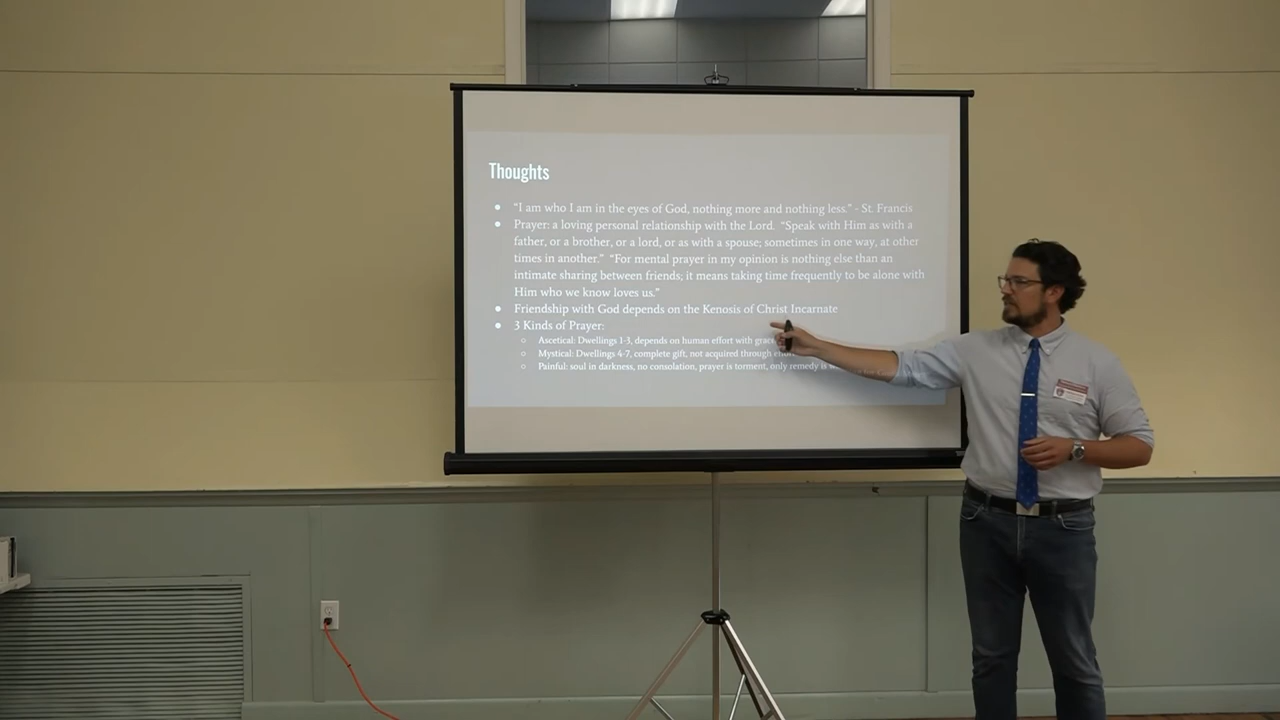 Thoughts
● "I am who I am in the eyes of God, nothing more and nothing less." - St. Francis
● Prayer: a loving personal relationship with the Lord. "Speak with Him as with a
father, or a brother, or a lord, or as with a spouse; sometimes in one way, at other
times in another." "For mental prayer in my opinion is nothing else than an
intimate sharing between friends; it means taking time frequently to be alone with
Him who we know loves us."
● Friendship with God depends on the Kenosis of Christ Incarnate
● 3 Kinds of Prayer:
○ Ascetical: Dwellings 1-3, depends on human effort with
○ Mystical: Dwellings 4-7, complete gift, not acquired through
○ Painful: soul in darkness, no consolation, prayer is torment, only remedy is